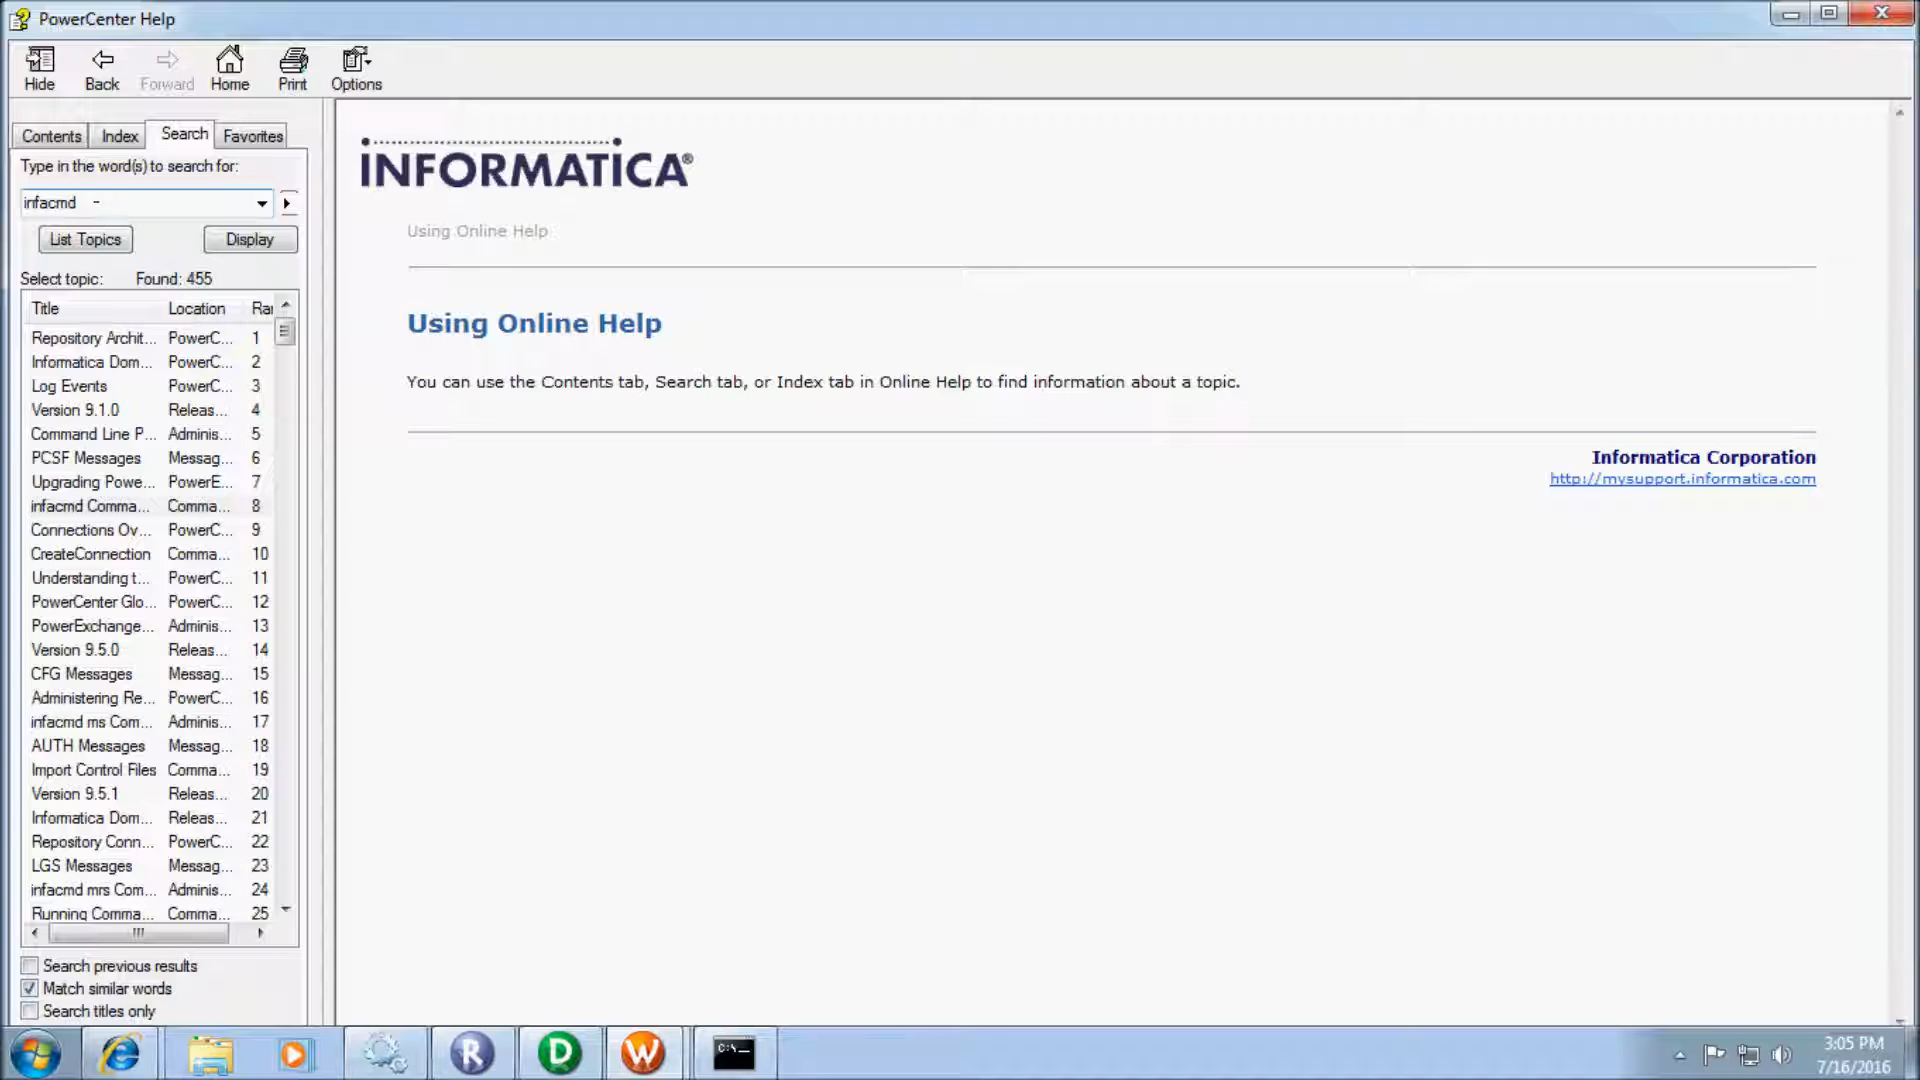 PowerCenter Help
Hide Back Forward Home Print Options
Contents Index Search Favorites
Type in the word(s) to search for:
infacmd
List Topics Display
Select topic: Found: 455
Title Location Ra
Repository Archit... PowerC... 1
Informatica Dom... PowerC... 2
Log Events PowerC... 3
Version 9.1.0 Releas... 4
Command Line P... Adminis... 5
PCSF Messages Messag... 6
Upgrading Powe... PowerE... 7
infacmd Comma... Comma... 8
Connections Ov... PowerC... 9
CreateConnection Comma... 10
Understanding t... PowerC... 11
PowerCenter Glo... PowerC... 12
PowerExchange... Adminis... 13
Version 9.5.0 Releas... 14
CFG Messages Messag... 15
Administering Re... PowerC... 16
infacmd ms Com... Adminis... 17
AUTH Messages Messag... 18
Import Control Files Comma... 19
Version 9.5.1 Releas... 20
Informatica Dom... Releas... 21
Repository Conn... PowerC... 22
LGS Messages Messag... 23
infacmd mrs Com... Adminis... 24
Running Comma... Comma... 25
Search previous results
Match similar words
Search titles only
INFORMATICA®
Using Online Help
Using Online Help
You can use the Contents tab, Search tab, or Index tab in Online Help to find information about a topic.
Informatica Corporation
http://mysupport.informatica.com
R D W C:\_
3:05 PM
7/16/2016